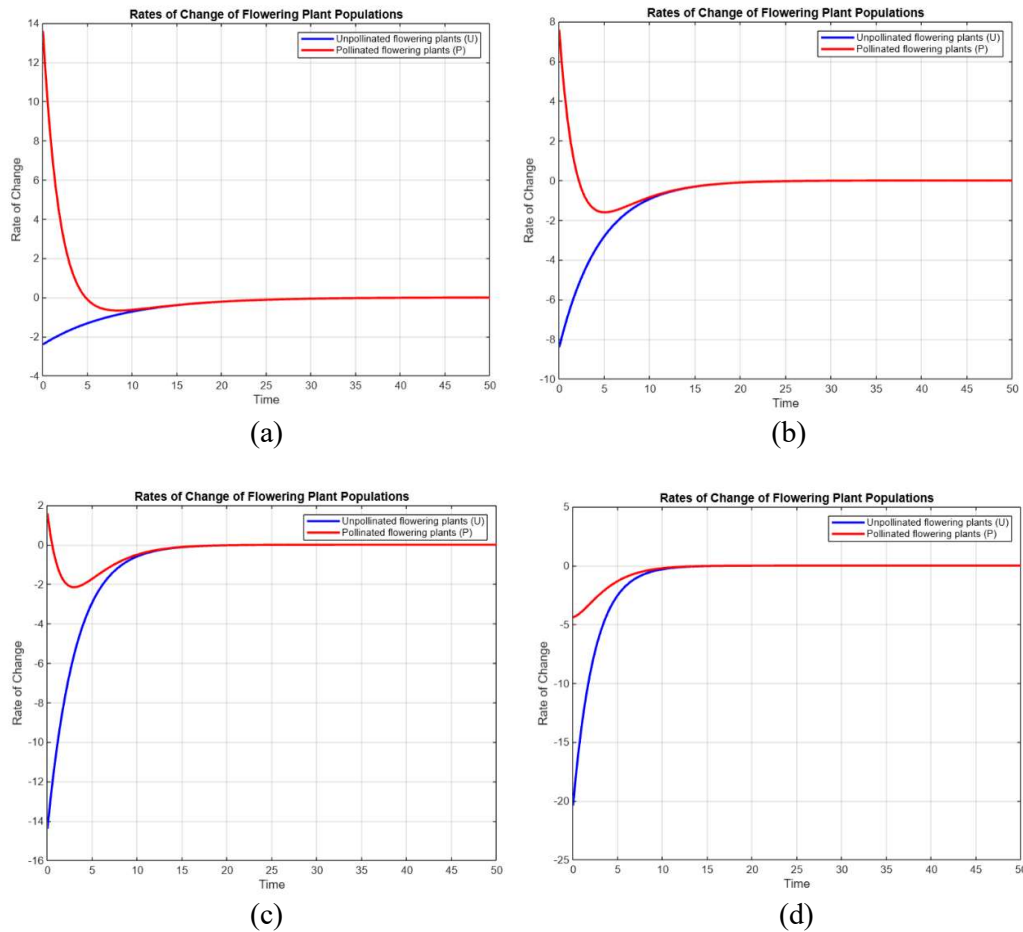 Rates of Change of Flowering Plant Populations
Unpollinated flowering plants (U)
Pollinated flowering plants (P)
14
12
10
8
6
4
2
0
-2
-4
Rate of Change
0 5 10 15 20 25 30 35 40 45 50
Time
(a)
Rates of Change of Flowering Plant Populations
Unpollinated flowering plants (U)
Pollinated flowering plants (P)
8
6
4
2
0
-2
-4
-6
-8
-10
Rate of Change
0 5 10 15 20 25 30 35 40 45 50
Time
(b)
Rates of Change of Flowering Plant Populations
Unpollinated flowering plants (U)
Pollinated flowering plants (P)
2
0
-2
-4
-6
-8
-10
-12
-14
-16
Rate of Change
0 5 10 15 20 25 30 35 40 45 50
Time
(c)
Rates of Change of Flowering Plant Populations
Unpollinated flowering plants (U)
Pollinated flowering plants (P)
5
0
-5
-10
-15
-20
-25
Rate of Change
0 5 10 15 20 25 30 35 40 45 50
Time
(d)